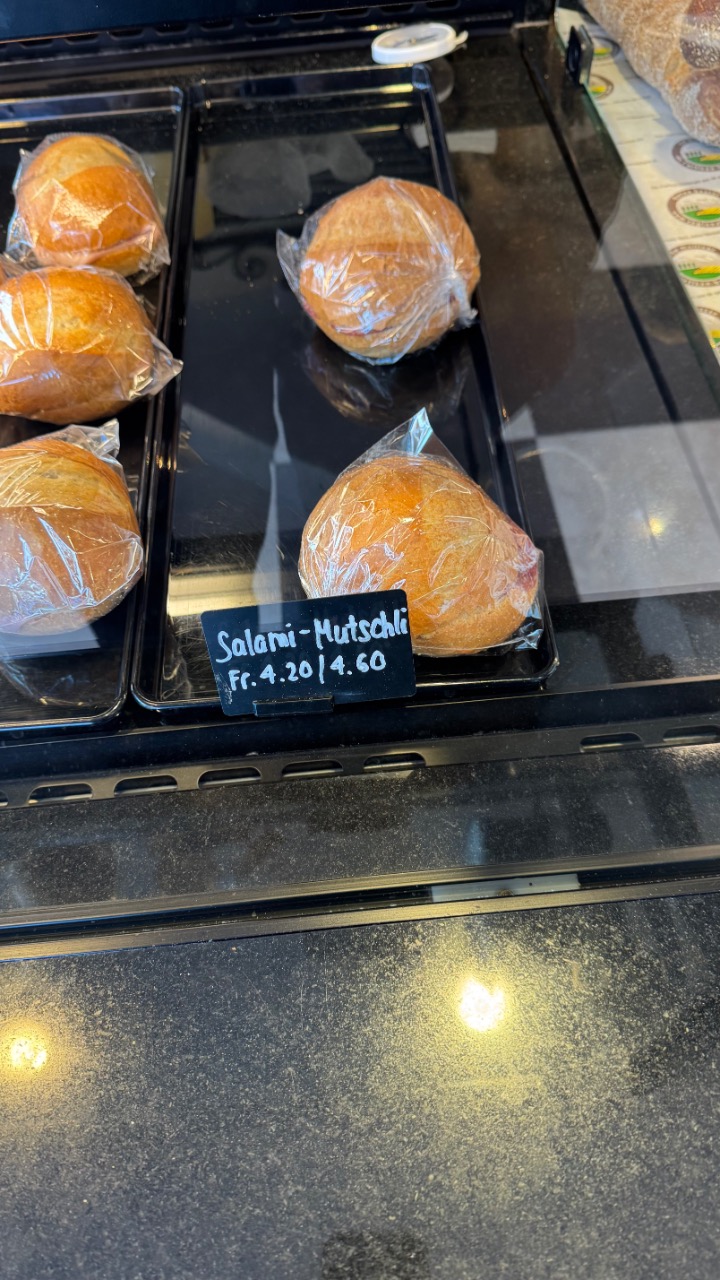 Salami-Mutschli
Fr. 4.20/4.60